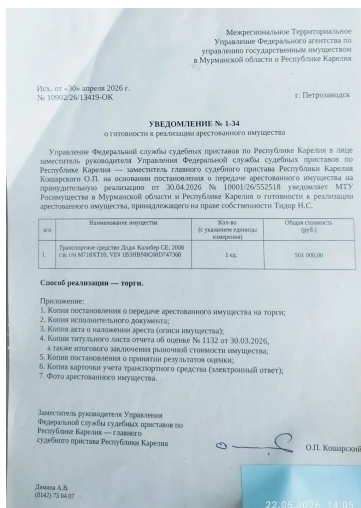 Межрегиональное Территориальное
Управление Федерального агентства по
управлению государственным имуществом
в Мурманской области и Республике Карелия
Исх. от «30» апреля 2026 г.
№ 10902/26/13419-ОК
г. Петрозаводск
УВЕДОМЛЕНИЕ № 1-34
о готовности к реализации арестованного имущества
Управление Федеральной службы судебных приставов по Республике Карелия в лице
заместитель руководителя Управления Федеральной службы судебных приставов по
Республике Карелия — заместитель главного судебного пристава Республики Карелия
Кошарского О.П. на основании постановления о передаче арестованного имущества на
принудительную реализацию от 30.04.2026 № 10001/26/552518 уведомляет МТУ
Росимущества в Мурманской области и Республике Карелия о готовности к реализации
арестованного имущества, принадлежащего на праве собственности Тидор Н.С.
п/п
Наименование имущества
Кол-во
(с указанием единицы
измерения)
Общая стоимость
(руб.)
1
Транспортное средство Додж Калибер СЕ; 2008
г.в; г/н М718ХТ10, VIN 1B3HBN8C68D747368
1 ед.
501 000,00
Способ реализации — торги.
Приложение:
1. Копия постановления о передаче арестованного имущества на торги;
2. Копия исполнительного документа;
3. Копия акта о наложении ареста (описи имущества);
4. Копии титульного листа отчета об оценке № 1132 от 30.03.2026,
а также итогового заключения рыночной стоимости имущества;
5. Копия постановления о принятии результатов оценки;
6. Копия карточки учета транспортного средства (электронный ответ);
7. Фото арестованного имущества.
Заместитель руководителя Управления
Федеральной службы судебных приставов по
Республике Карелия — главного
судебного пристава Республики Карелия
О.П. Кошарский
Демина А.В.
(8142) 73 04 07
22.05.2026 14:05